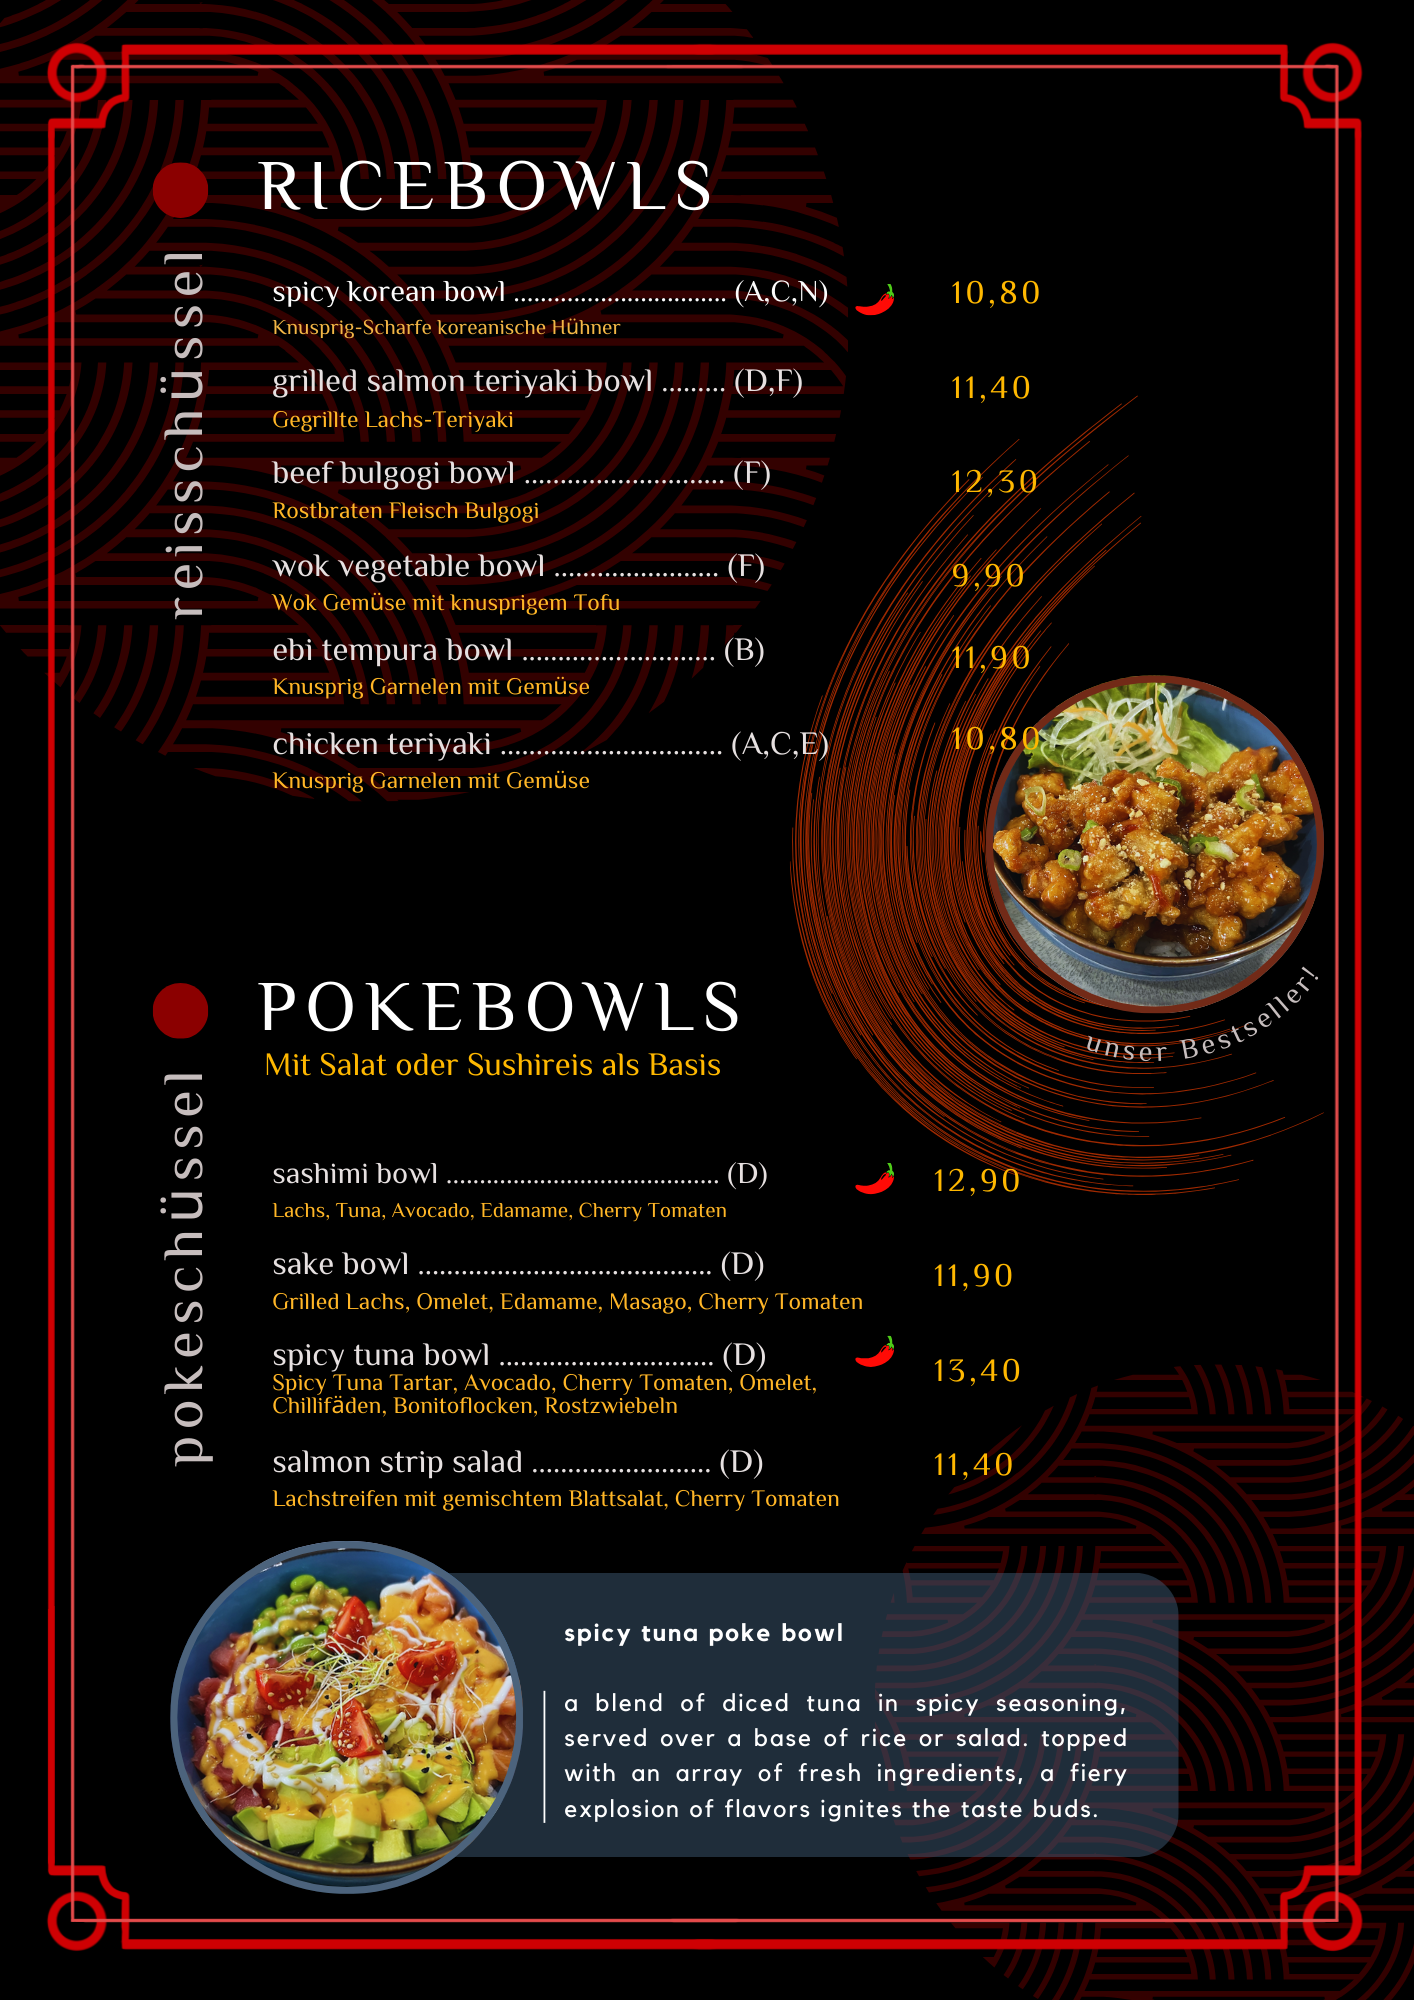 RICEBOWLS
reisschüssel
spicy korean bowl .............................. (A,C,N) 10,80
Knusprig-Scharfe koreanische Hühner
grilled salmon teriyaki bowl ......... (D,F) 11,40
Gegrillte Lachs-Teriyaki
beef bulgogi bowl ............................ (F) 12,30
Rostbraten Fleisch Bulgogi
wok vegetable bowl ....................... (F) 9,90
Wok Gemüse mit knusprigem Tofu
ebi tempura bowl ........................... (B) 11,90
Knusprig Garnelen mit Gemüse
chicken teriyaki ............................... (A,C,E) 10,80
Knusprig Garnelen mit Gemüse
unser Bestseller!
POKEBOWLS
Mit Salat oder Sushireis als Basis
pokeschüssel
sashimi bowl ...................................... (D) 12,90
Lachs, Tuna, Avocado, Edamame, Cherry Tomaten
sake bowl ......................................... (D) 11,90
Grilled Lachs, Omelet, Edamame, Masago, Cherry Tomaten
spicy tuna bowl .............................. (D) 13,40
Spicy Tuna Tartar, Avocado, Cherry Tomaten, Omelet,
Chillifäden, Bonitoflocken, Rostzwiebeln
salmon strip salad ......................... (D) 11,40
Lachstreifen mit gemischtem Blattsalat, Cherry Tomaten
spicy tuna poke bowl
a blend of diced tuna in spicy seasoning,
served over a base of rice or salad. topped
with an array of fresh ingredients, a fiery
explosion of flavors ignites the taste buds.